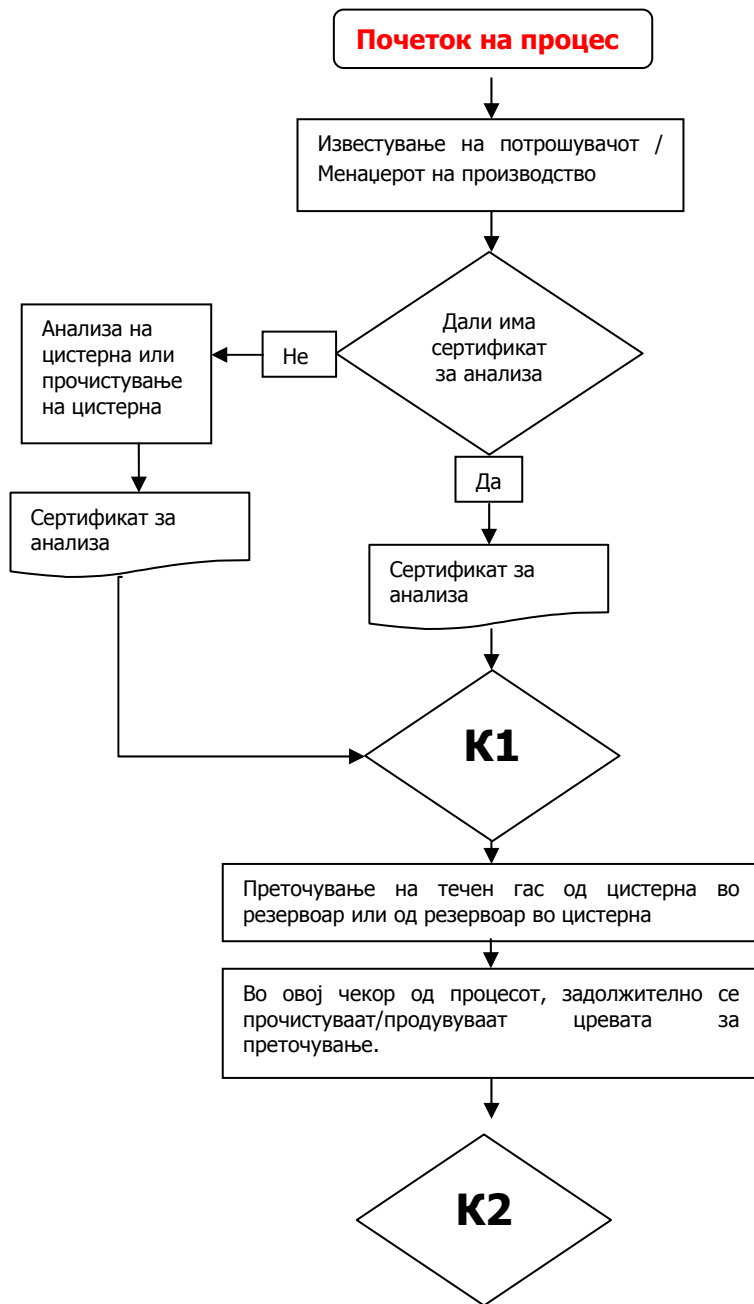 Почеток на процес
Известување на потрошувачот /
Менаџерот на производство
Дали има
сертификат
за анализа
Не
Анализа на
цистерна или
прочистување
на цистерна
Да
Сертификат за
анализа
Сертификат за
анализа
К1
Преточување на течен гас од цистерна во
резервоар или од резервоар во цистерна
Во овој чекор од процесот, задолжително се
прочистуваат/продувуваат цревата за
преточување.
К2